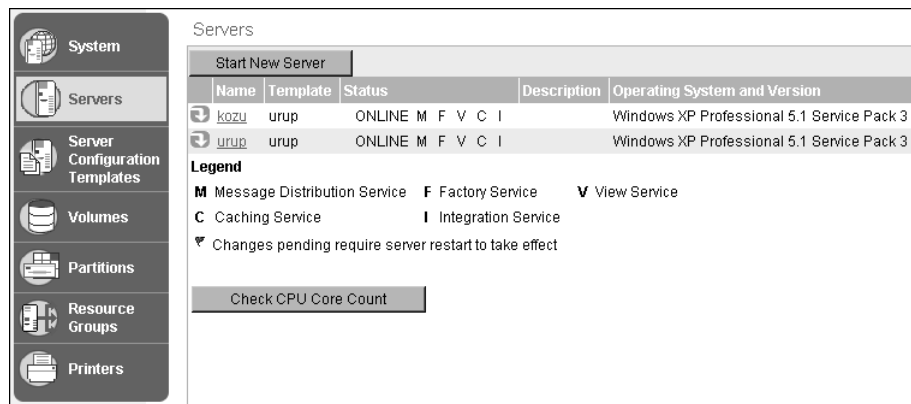 System
Servers
Server
Configuration
Templates
Volumes
Partitions
Resource
Groups
Printers
Servers
Start New Server
Name Template Status Description Operating System and Version
kozu urup ONLINE M F V C I Windows XP Professional 5.1 Service Pack 3
urup urup ONLINE M F V C I Windows XP Professional 5.1 Service Pack 3
Legend
M Message Distribution Service F Factory Service V View Service
C Caching Service I Integration Service
Changes pending require server restart to take effect
Check CPU Core Count